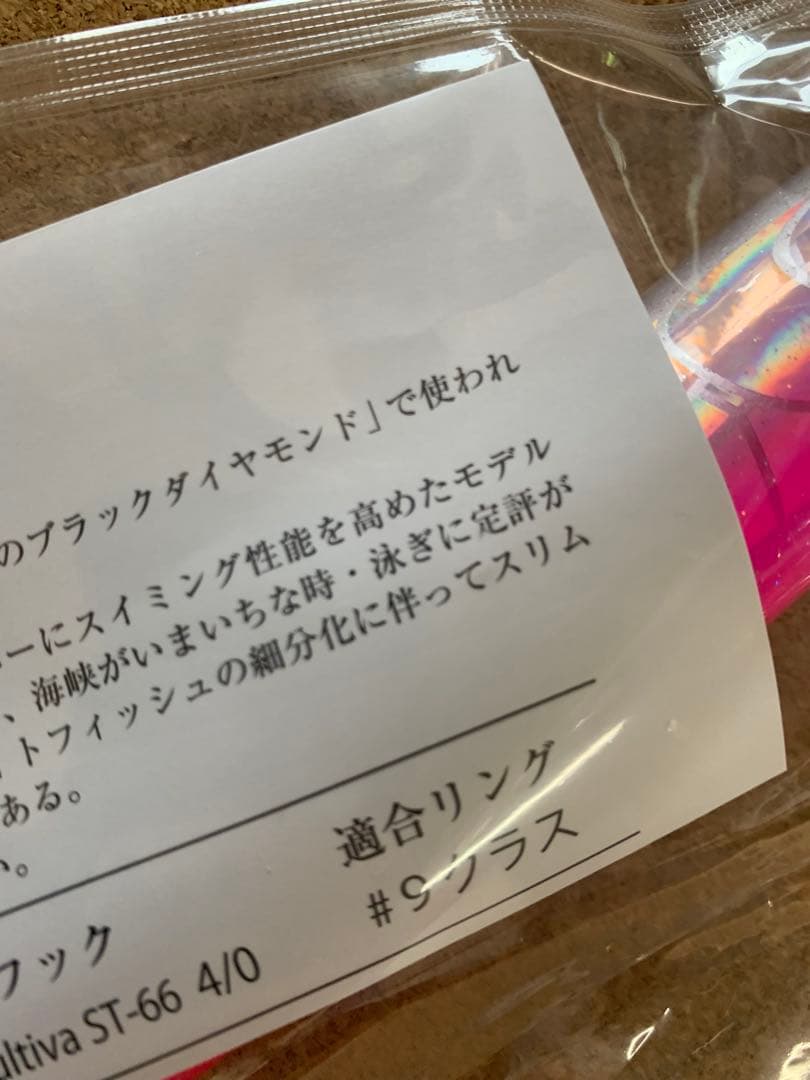 のブラックダイヤモンド」で使われ
ーにスイミング性能を高めたモデル
、海峡がいまいちな時・泳ぎに定評が
トフィッシュの細分化に伴ってスリム
ある。
い。
適合リング
#9クラス
フック
ultiva ST-66 4/0